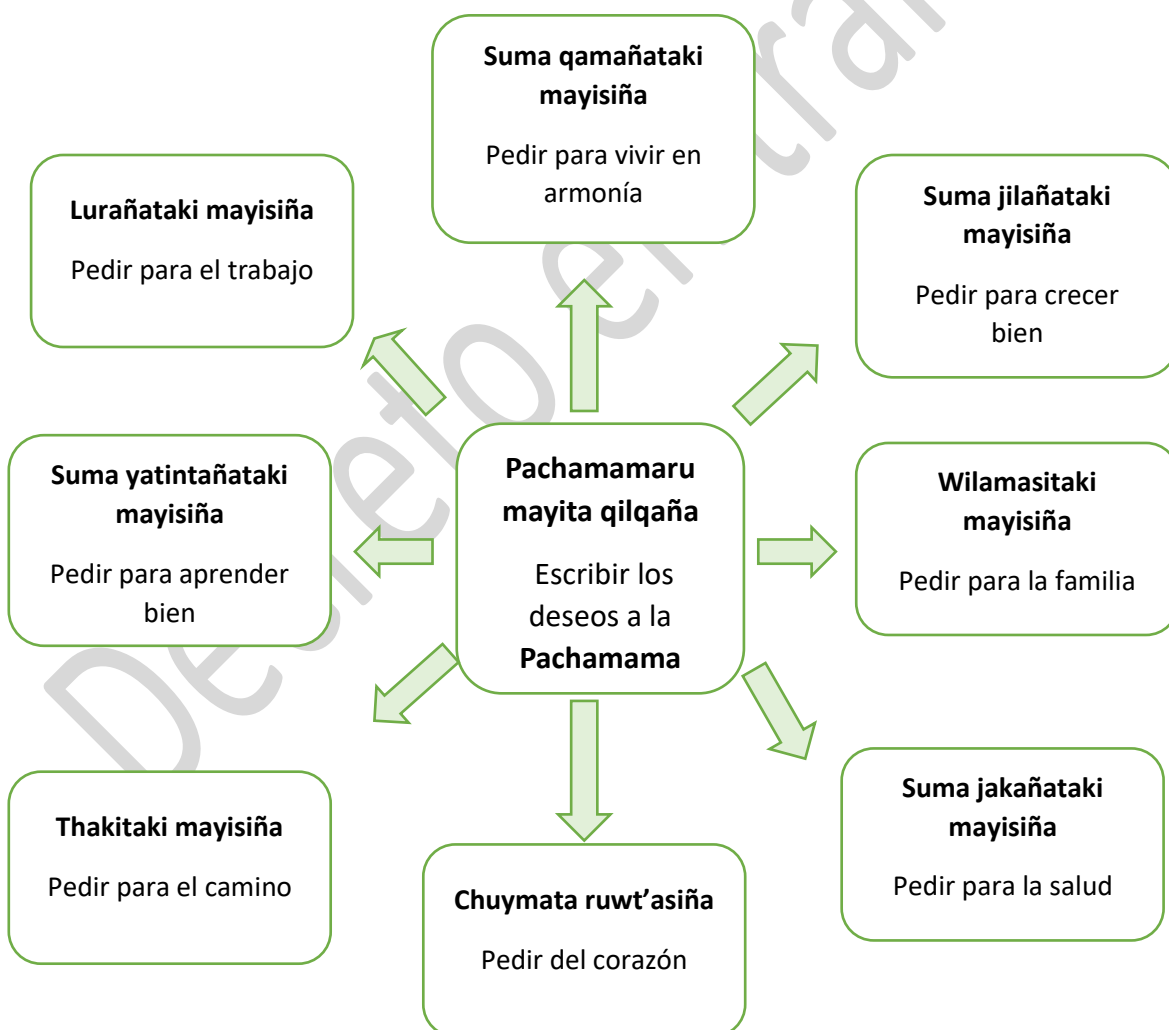 Suma qamañataki
mayisiña
Pedir para vivir en
armonía
Lurañataki mayisiña
Pedir para el trabajo
Suma jilañataki
mayisiña
Pedir para crecer
bien
Suma yatintañataki
mayisiña
Pedir para aprender
bien
Pachamamaru
mayita qilqaña
Escribir los
deseos a la
Pachamama
Wilamasitaki
mayisiña
Pedir para la familia
Thakitaki mayisiña
Pedir para el camino
Chuymata ruwt'asiña
Pedir del corazón
Suma jakañataki
mayisiña
Pedir para la salud